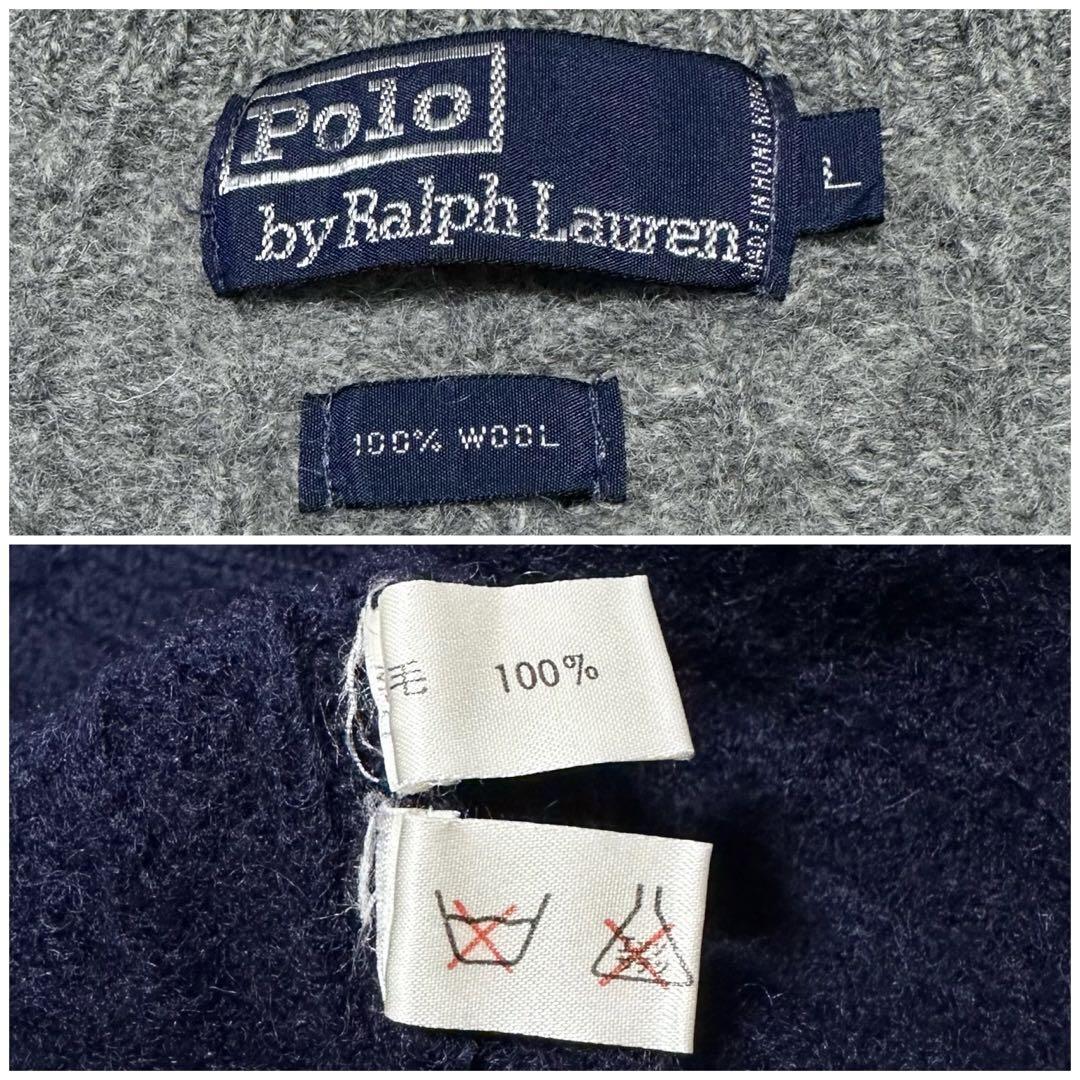 Polo
by Ralph Lauren
MADE IN HONG KONG
L
100% WOOL
毛 100%